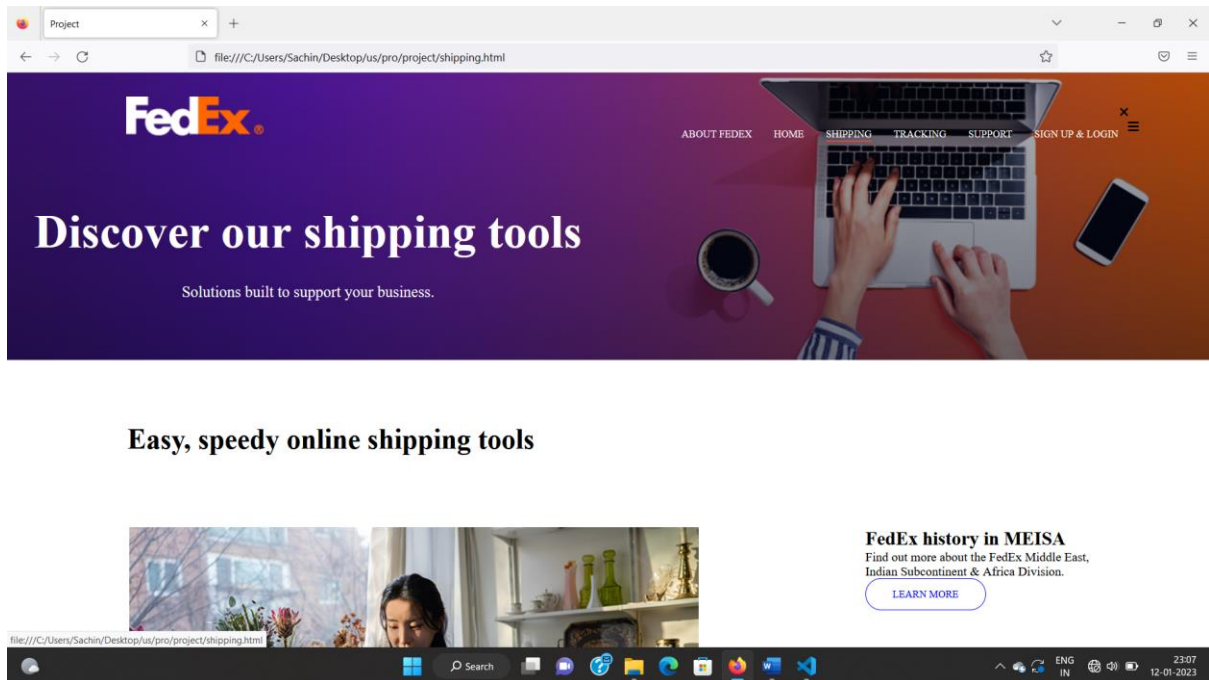 Project
file:///C:/Users/Sachin/Desktop/us/pro/project/shipping.html
FedEx®
ABOUT FEDEX HOME SHIPPING TRACKING SUPPORT SIGN UP & LOGIN
Discover our shipping tools
Solutions built to support your business.
Easy, speedy online shipping tools
FedEx history in MEISA
Find out more about the FedEx Middle East,
Indian Subcontinent & Africa Division.
LEARN MORE
file:///C:/Users/Sachin/Desktop/us/pro/project/shipping.html
Search
ENG
IN
23:07
12-01-2023